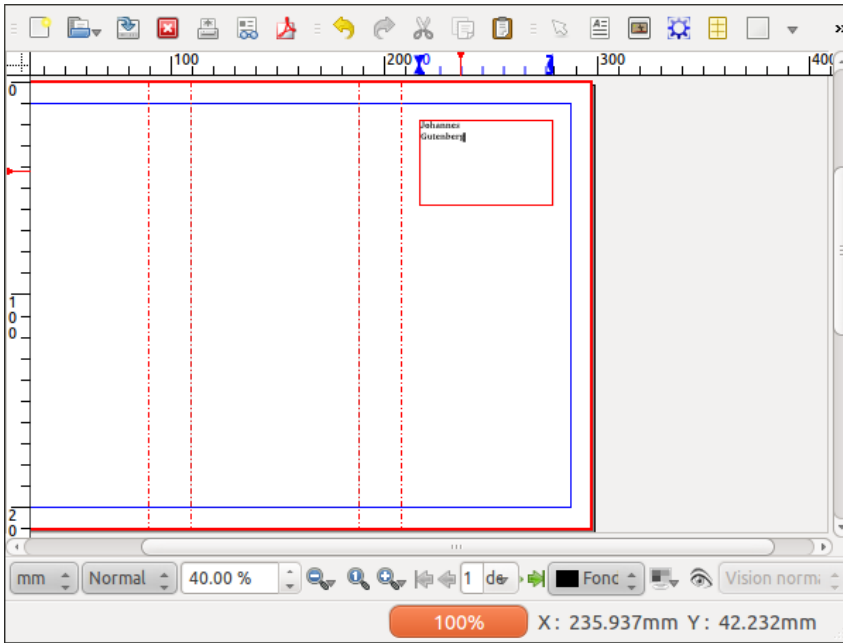 100
200
0
300
400
0
Johannes
Gutenberg
1
0
0
2
0
mm
Normal
40.00 %
1
de
Fonc
Vision norm
100%
X: 235.937mm Y: 42.232mm